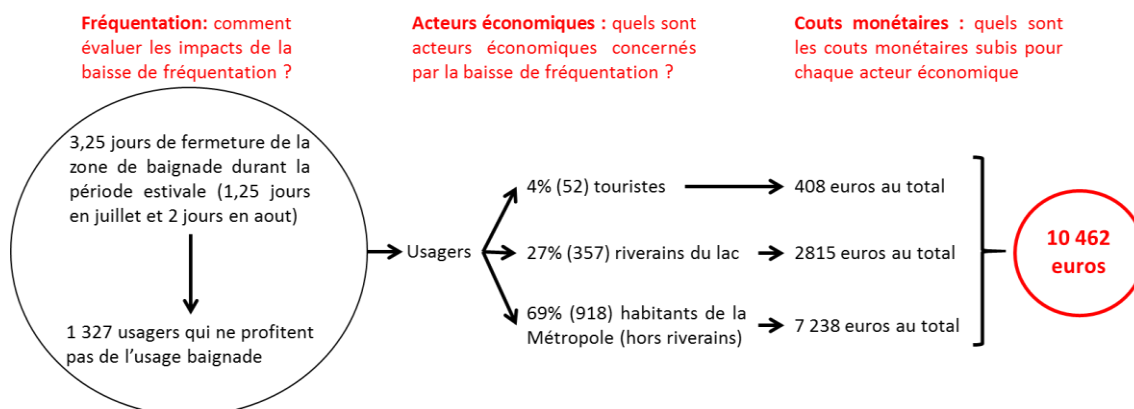 Fréquentation: comment
évaluer les impacts de la
baisse de fréquentation ?
Acteurs économiques : quels sont
acteurs économiques concernés
par la baisse de fréquentation ?
Couts monétaires : quels sont
les couts monétaires subis pour
chaque acteur économique
3,25 jours de fermeture de la
zone de baignade durant la
période estivale (1,25 jours
en juillet et 2 jours en aout)
1 327 usagers qui ne profitent
pas de l’usage baignade
Usagers
4% (52) touristes
27% (357) riverains du lac
69% (918) habitants de la
Métropole (hors riverains)
408 euros au total
2815 euros au total
7 238 euros au total
10 462
euros